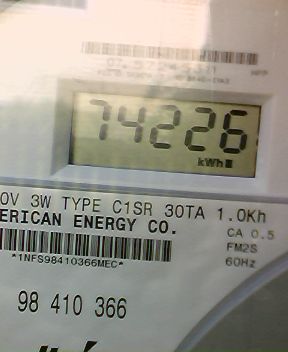 74226
kWh
0V 3W TYPE C1SR 30TA 1.0Kh
ERICAN ENERGY CO.
CA 0.5
FM2S
60Hz
*1NFS98410366MEC*
98 410 366